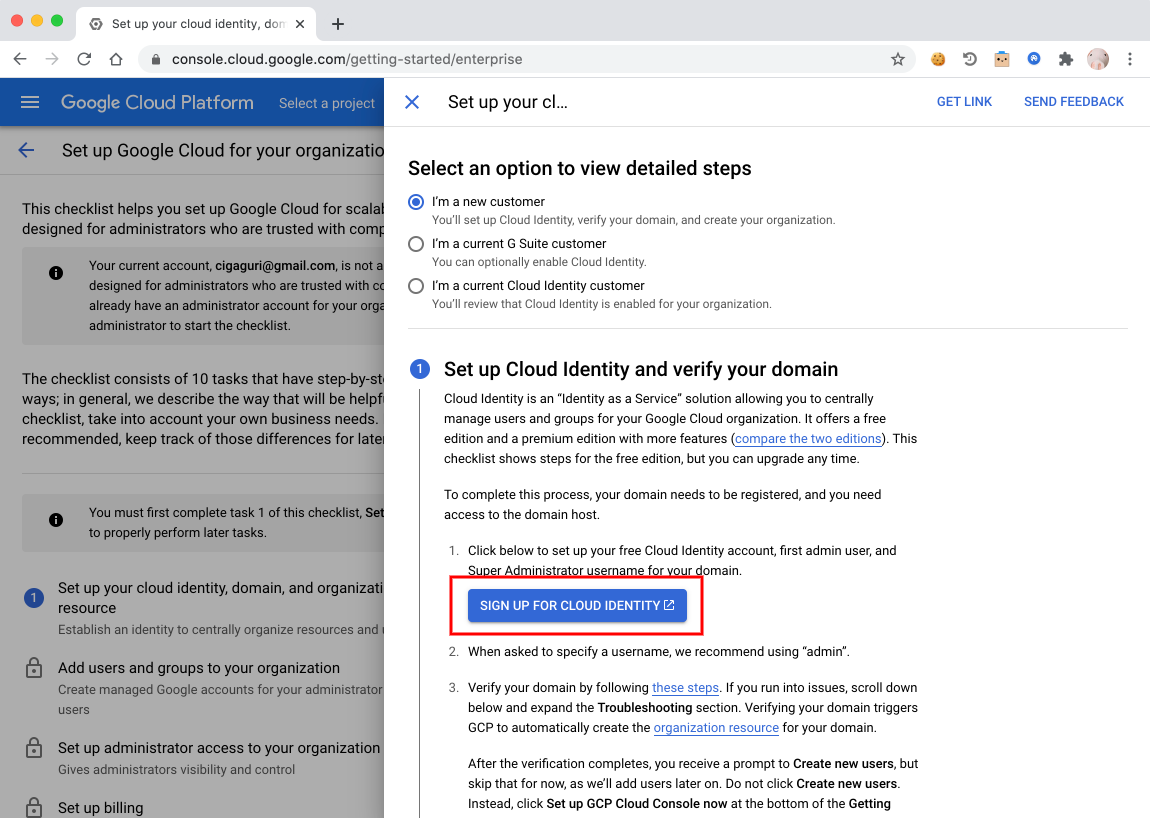 Set up your cloud identity, dom
console.cloud.google.com/getting-started/enterprise
Google Cloud Platform
Select a project
Set up your cl...
GET LINK
SEND FEEDBACK
Set up Google Cloud for your organizatio
This checklist helps you set up Google Cloud for scalab
designed for administrators who are trusted with comp
Your current account, cigaguri@gmail.com, is not a
designed for administrators who are trusted with co
already have an administrator account for your orga
administrator to start the checklist.
The checklist consists of 10 tasks that have step-by-ste
ways; in general, we describe the way that will be helpf
checklist, take into account your own business needs.
recommended, keep track of those differences for later
You must first complete task 1 of this checklist, Set
to properly perform later tasks.
1
Set up your cloud identity, domain, and organizati
resource
Establish an identity to centrally organize resources and
Add users and groups to your organization
Create managed Google accounts for your administrator
users
Set up administrator access to your organization
Gives administrators visibility and control
Set up billing
Select an option to view detailed steps
I'm a new customer
You'll set up Cloud Identity, verify your domain, and create your organization.
I'm a current G Suite customer
You can optionally enable Cloud Identity.
I'm a current Cloud Identity customer
You'll review that Cloud Identity is enabled for your organization.
1 Set up Cloud Identity and verify your domain
Cloud Identity is an “Identity as a Service” solution allowing you to centrally
manage users and groups for your Google Cloud organization. It offers a free
edition and a premium edition with more features (compare the two editions). This
checklist shows steps for the free edition, but you can upgrade any time.
To complete this process, your domain needs to be registered, and you need
access to the domain host.
1. Click below to set up your free Cloud Identity account, first admin user, and
Super Administrator username for your domain.
SIGN UP FOR CLOUD IDENTITY
2. When asked to specify a username, we recommend using “admin”.
3. Verify your domain by following these steps. If you run into issues, scroll down
below and expand the Troubleshooting section. Verifying your domain triggers
GCP to automatically create the organization resource for your domain.
After the verification completes, you receive a prompt to Create new users, but
skip that for now, as we'll add users later on. Do not click Create new users.
Instead, click Set up GCP Cloud Console now at the bottom of the Getting